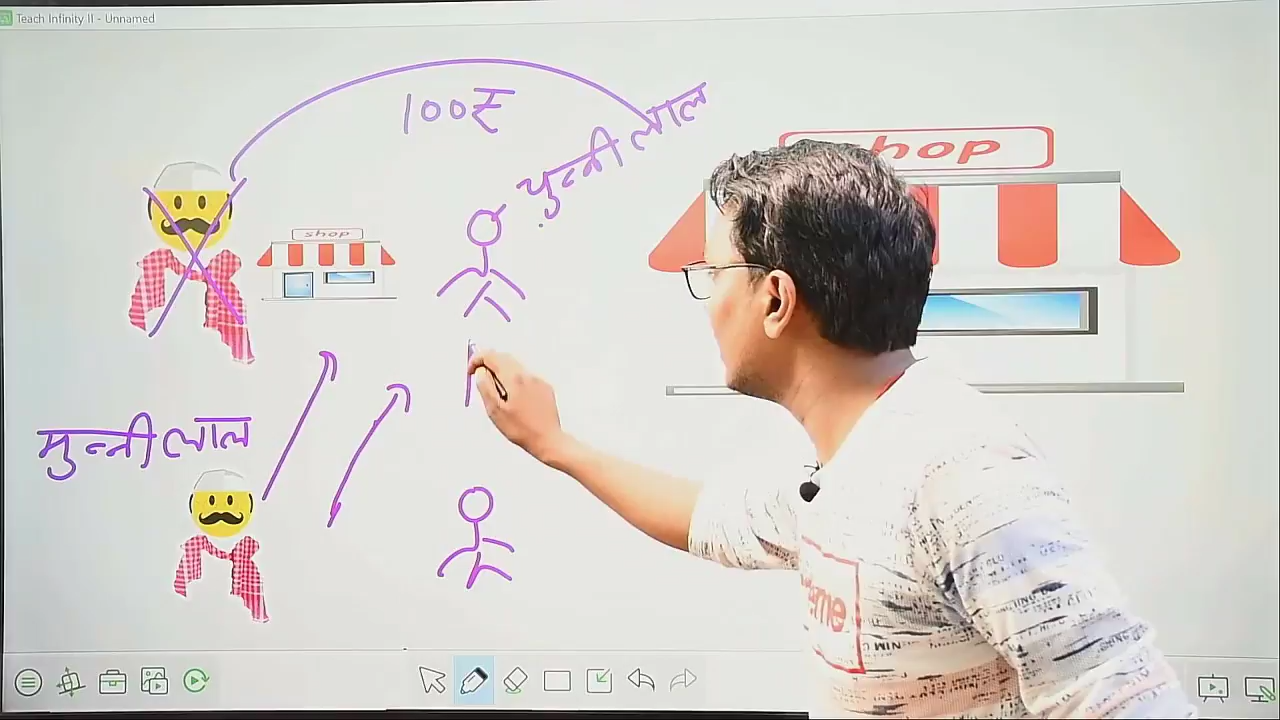 Teach Infinity II - Unnamed
100₹
चुन्नी लाल
shop
shop
मुन्नी लाल